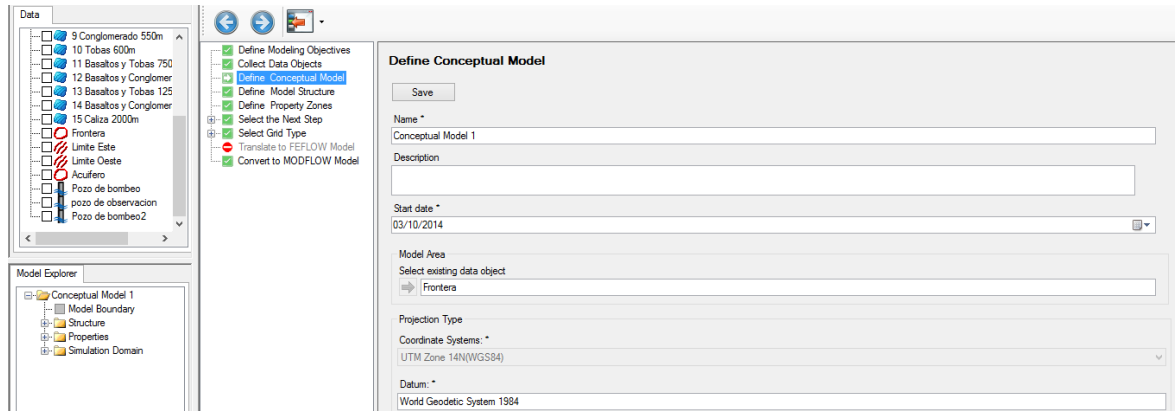 Data
9 Conglomerado 550m
10 Tobas 600m
11 Basaltos y Tobas 750
12 Basaltos y Conglomer
13 Basaltos y Tobas 125
14 Basaltos y Conglomer
15 Caliza 2000m
Frontera
Limite Este
Limite Oeste
Acuifero
Pozo de bombeo
pozo de observacion
Pozo de bombeo2
Model Explorer
Conceptual Model 1
Model Boundary
Structure
Properties
Simulation Domain
Define Modeling Objectives
Collect Data Objects
Define Conceptual Model
Define Model Structure
Define Property Zones
Select the Next Step
Select Grid Type
Translate to FEFLOW Model
Convert to MODFLOW Model
Define Conceptual Model
Save
Name *
Conceptual Model 1
Description
Start date *
03/10/2014
Model Area
Select existing data object
Frontera
Projection Type
Coordinate Systems: *
UTM Zone 14N(WGS84)
Datum: *
World Geodetic System 1984